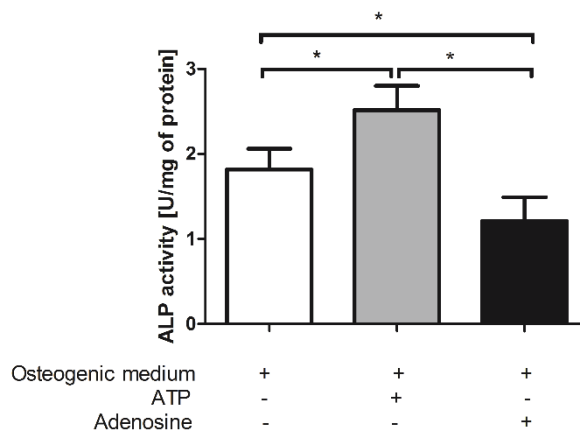 *
* *
ALP activity [U/mg of protein]
3
2
1
0
Osteogenic medium + + +
ATP - + -
Adenosine - - +